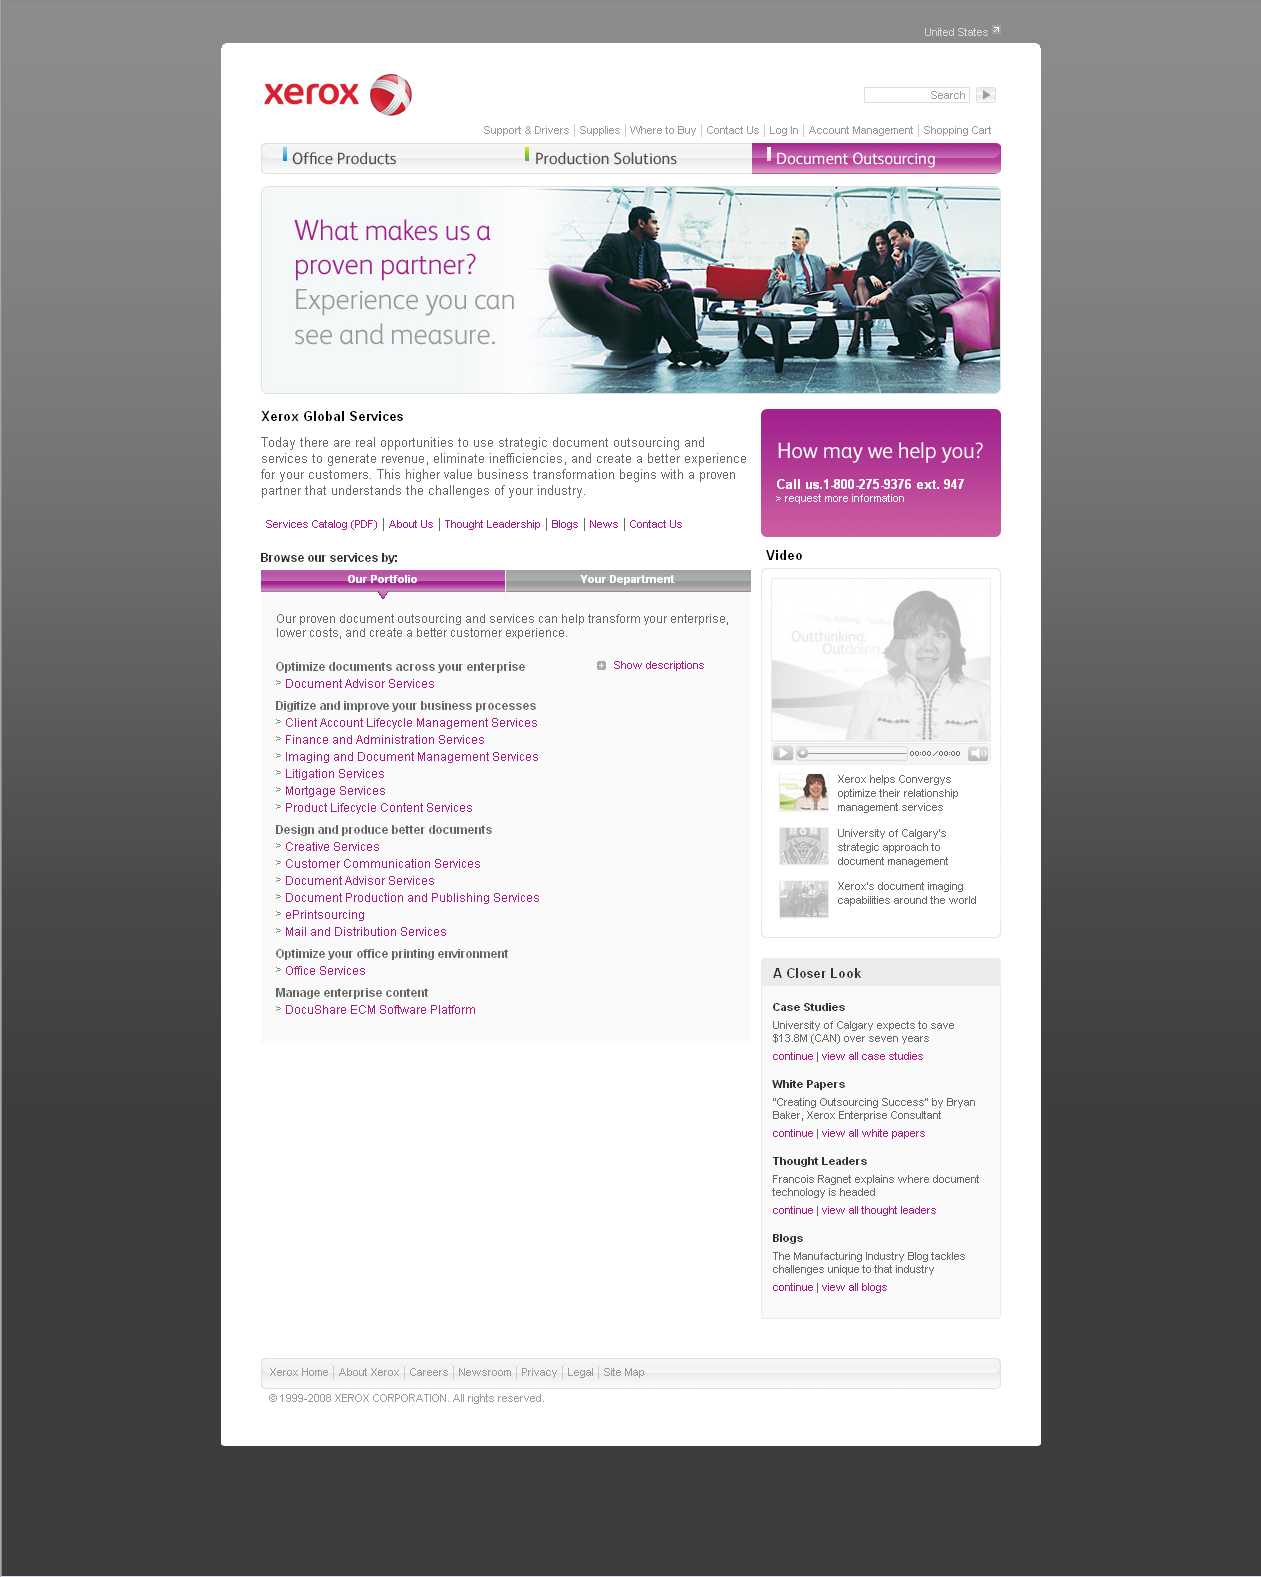 United States
xerox
Search
Support & Drivers | Supplies | Where to Buy | Contact Us | Log In | Account Management | Shopping Cart
Office Products
Production Solutions
Document Outsourcing
What makes us a
proven partner?
Experience you can
see and measure.
Xerox Global Services
Today there are real opportunities to use strategic document outsourcing and
services to generate revenue, eliminate inefficiencies, and create a better experience
for your customers. This higher value business transformation begins with a proven
partner that understands the challenges of your industry.
Services Catalog (PDF) | About Us | Thought Leadership | Blogs | News | Contact Us
Browse our services by:
Our Portfolio
Your Department
Our proven document outsourcing and services can help transform your enterprise,
lower costs, and create a better customer experience.
Show descriptions
Optimize documents across your enterprise
> Document Advisor Services
Digitize and improve your business processes
> Client Account Lifecycle Management Services
> Finance and Administration Services
> Imaging and Document Management Services
> Litigation Services
> Mortgage Services
> Product Lifecycle Content Services
Design and produce better documents
> Creative Services
> Customer Communication Services
> Document Advisor Services
> Document Production and Publishing Services
> ePrintsourcing
> Mail and Distribution Services
Optimize your office printing environment
> Office Services
Manage enterprise content
> DocuShare ECM Software Platform
How may we help you?
Call us.1-800-275-9376 ext. 947
> request more information
Video
Outthinking.
Outdoing.
00:00/00:00
Xerox helps Convergys
optimize their relationship
management services
University of Calgary's
strategic approach to
document management
Xerox's document imaging
capabilities around the world
A Closer Look
Case Studies
University of Calgary expects to save
$13.8M (CAN) over seven years
continue | view all case studies
White Papers
"Creating Outsourcing Success" by Bryan
Baker, Xerox Enterprise Consultant
continue | view all white papers
Thought Leaders
Francois Ragnet explains where document
technology is headed
continue | view all thought leaders
Blogs
The Manufacturing Industry Blog tackles
challenges unique to that industry
continue | view all blogs
Xerox Home | About Xerox | Careers | Newsroom | Privacy | Legal | Site Map
© 1999-2008 XEROX CORPORATION. All rights reserved.